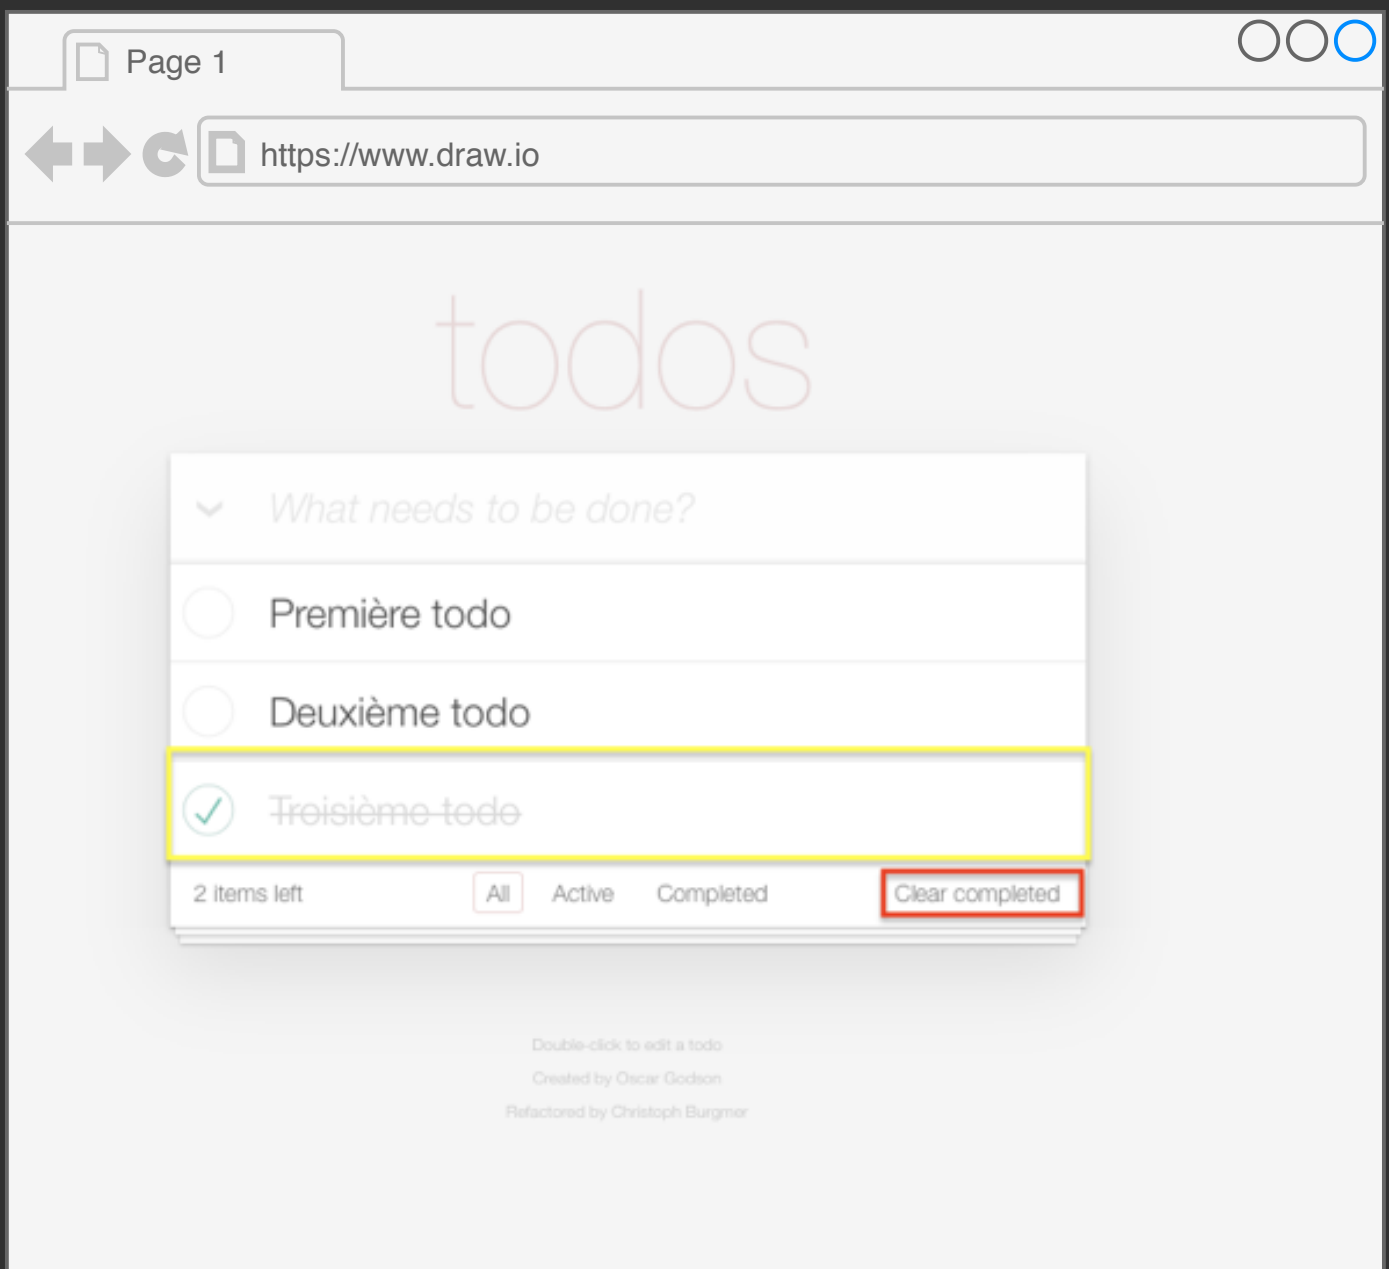 Page 1
https://www.draw.io
todos
What needs to be done?
Première todo
Deuxième todo
Troisième todo
2 items left All Active Completed Clear completed
Double-click to edit a todo
Created by Oscar Godson
Refactored by Christoph Burgmer